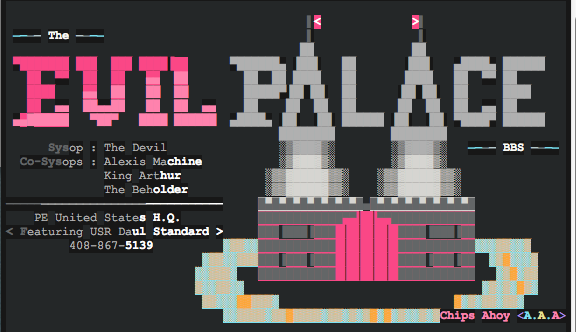 The
EVIL PALACE
BBS
Sysop : The Devil
Co-Sysops : Alexis Machine
King Arthur
The Beholder
PE United States H.Q.
< Featuring USR Daul Standard >
408-867-5139
Chips Ahoy <A.A.A>